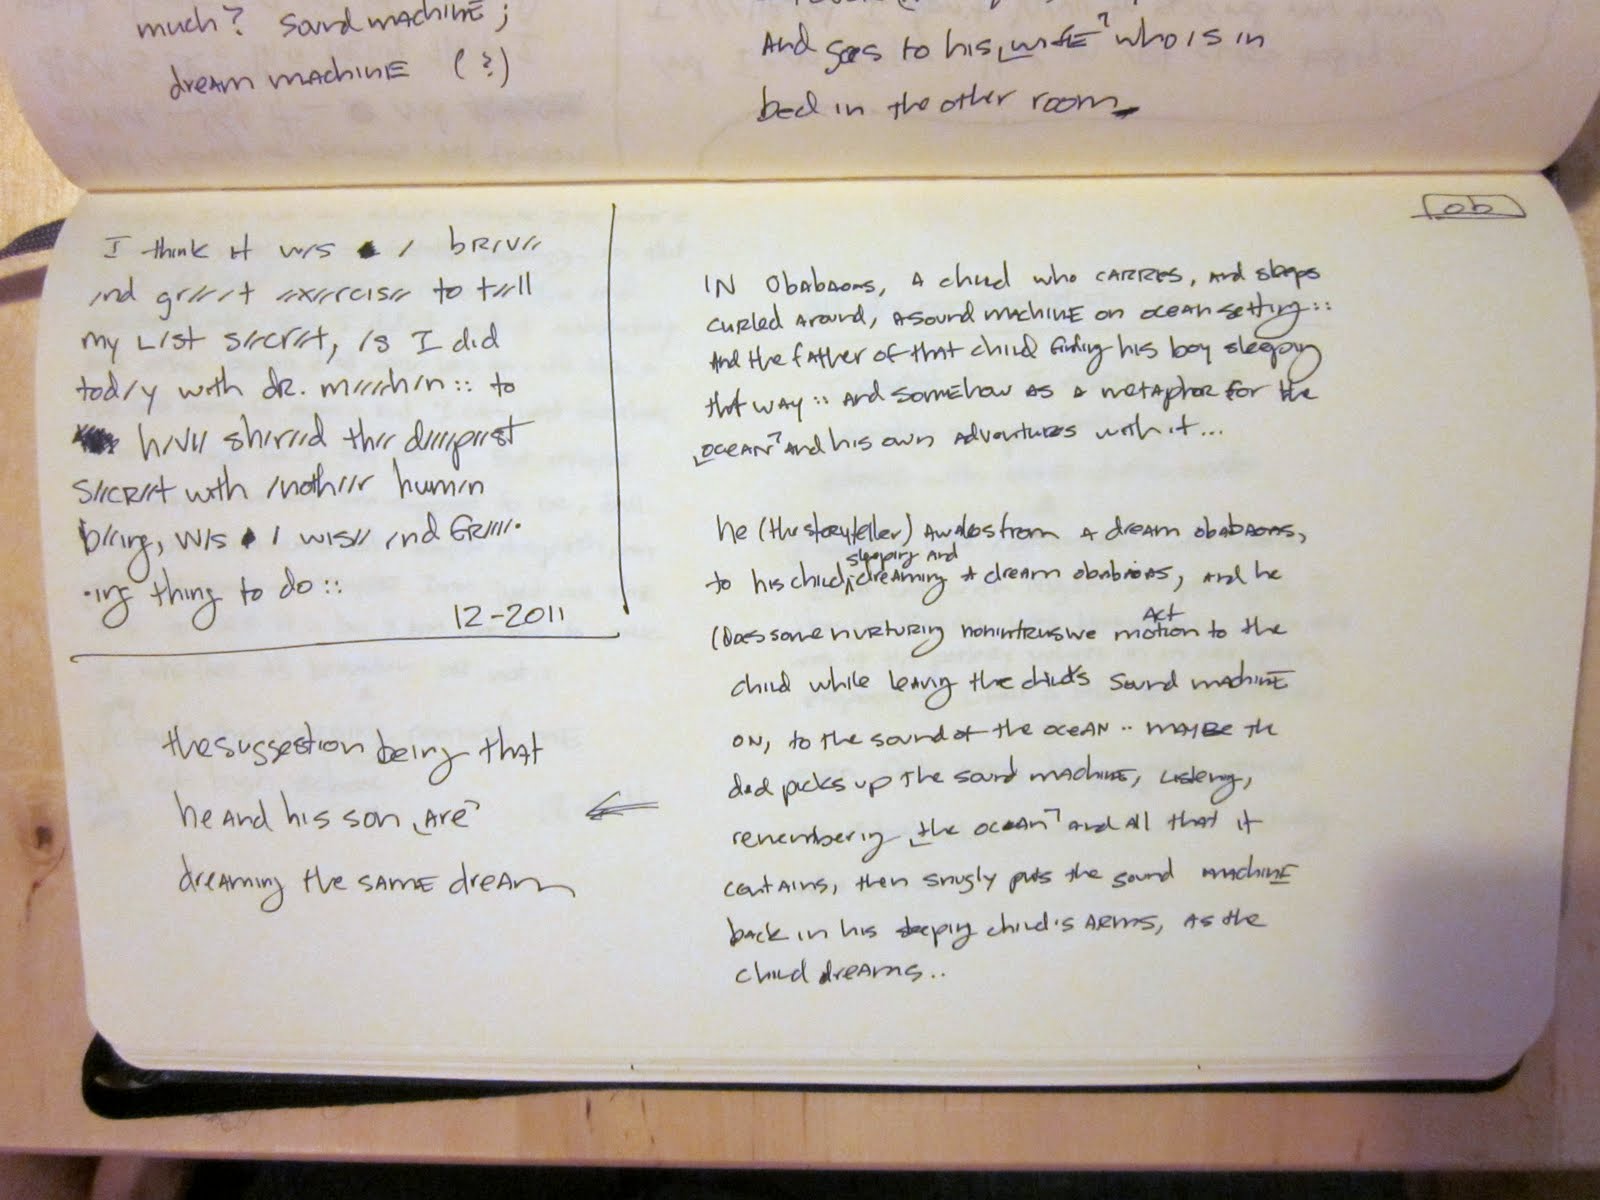 much? sound machine;
dream machine (?)
And goes to his ⌞wife⌝ who is in
bed in the other room
I think it w/s / br/v//
/nd gr///t //x//rcis// to t//ll
my l/st s//cr//t, /s I did
tod/y with dr. m////h/n :: to
h/v// sh/r//d this d////p//st
s//cr//t with /noth//r hum/n
b//ing, w/s / wis// /nd Gr////·
·ing thing to do ::
12-2011
the suggestion being that
he and his son ⌞are⌝
dreaming the same dream
ob
IN Obabaoas, A child who carries, and sleeps
curled around, a sound machine on ocean setting ::
And the father of that child finding his boy sleeping
that way :: And somehow as a metaphor for the
⌞ocean⌝ and his own adventures with it...
he (the storyteller) awakes from a dream obabaoas,
to his child, sleeping and dreaming a dream obabaoas, and he
(does some nurturing nonintrusive motion act to the
child while leaving the child's sound machine
on, to the sound of the ocean .. maybe the
dad picks up the sound machine, listening,
remembering ⌞the ocean⌝ and all that it
contains, then snugly puts the sound machine
back in his sleeping child's arms, as the
child dreams..